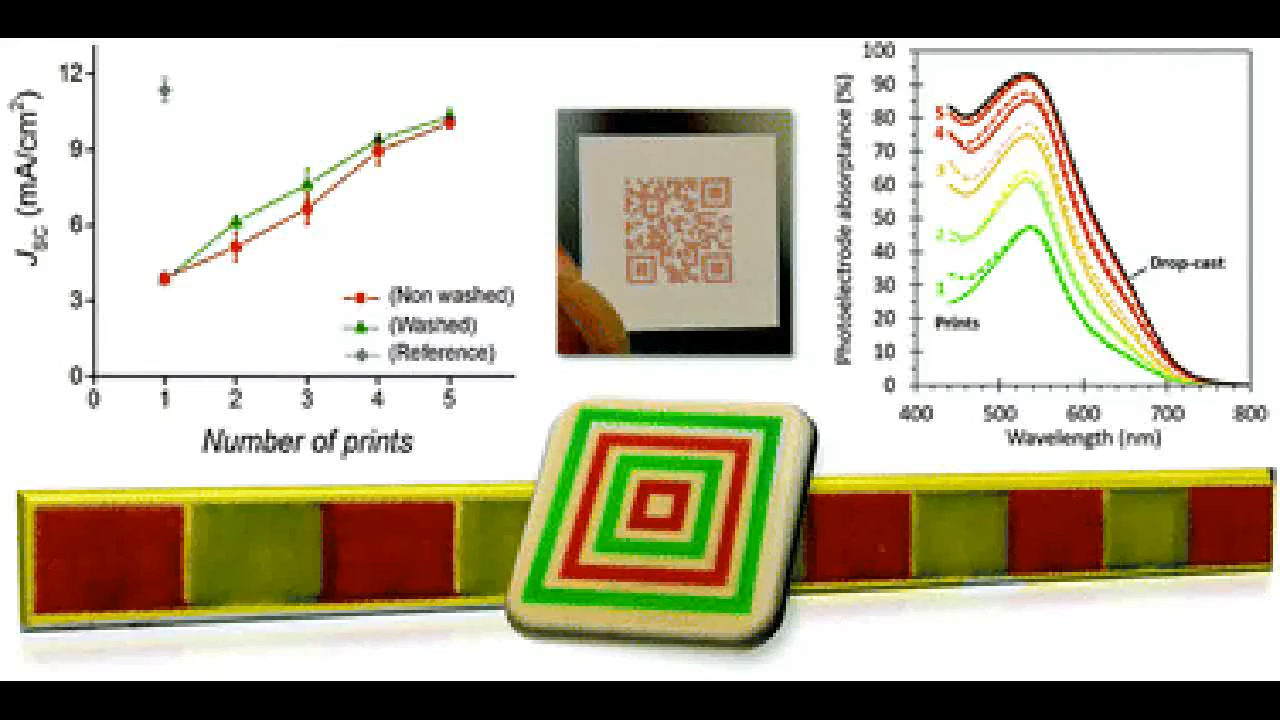 12
9
6
3
0
J_SC (mA/cm²)
0 1 2 3 4 5
Number of prints
(Non washed)
(Washed)
(Reference)
100
90
80
70
60
50
40
30
20
10
0
Photoelectrode absorptance [%]
5
4
3
2
1
Prints
Drop-cast
400 500 600 700 800
Wavelength [nm]